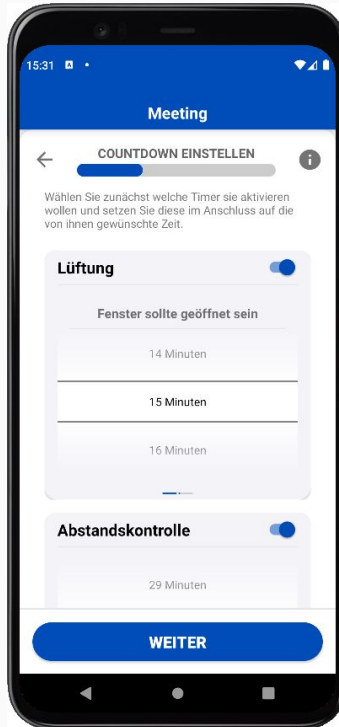 15:31
Meeting
COUNTDOWN EINSTELLEN
Wählen Sie zunächst welche Timer sie aktivieren
wollen und setzen Sie diese im Anschluss auf die
von ihnen gewünschte Zeit.
Lüftung
Fenster sollte geöffnet sein
14 Minuten
15 Minuten
16 Minuten
Abstandskontrolle
29 Minuten
WEITER